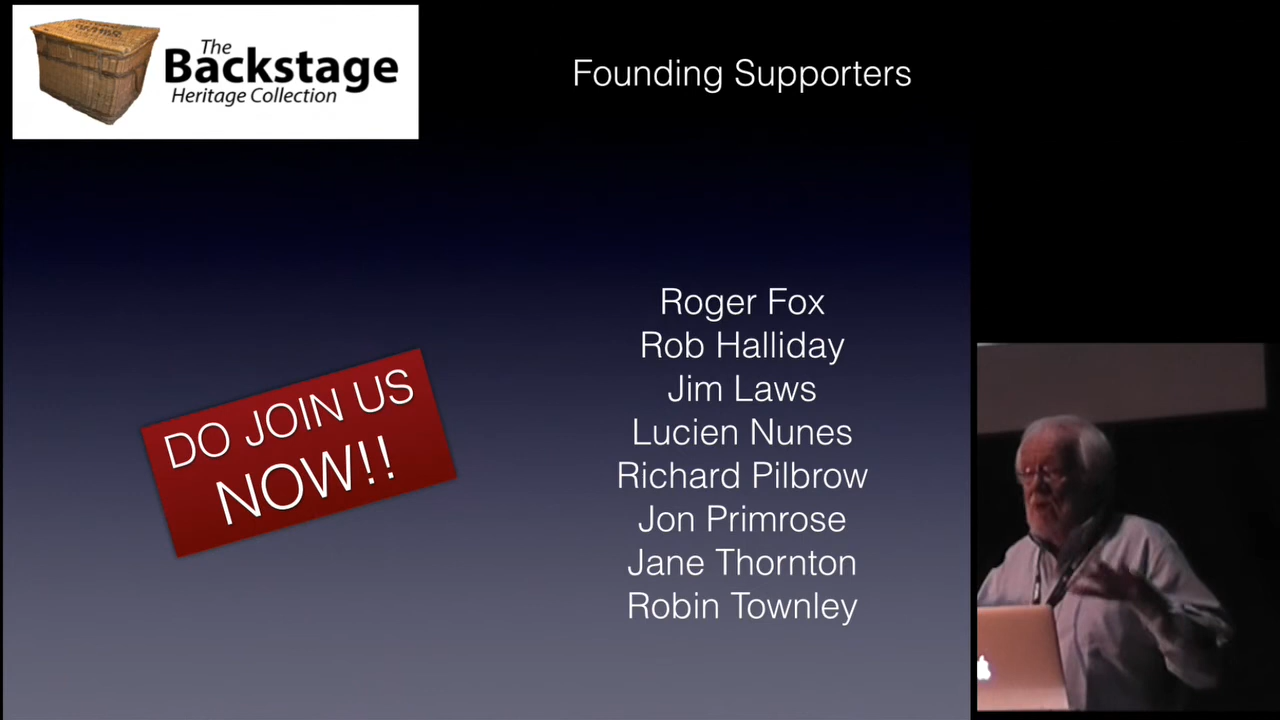 The
Backstage
Heritage Collection
Founding Supporters
DO JOIN US
NOW!!
Roger Fox
Rob Halliday
Jim Laws
Lucien Nunes
Richard Pilbrow
Jon Primrose
Jane Thornton
Robin Townley